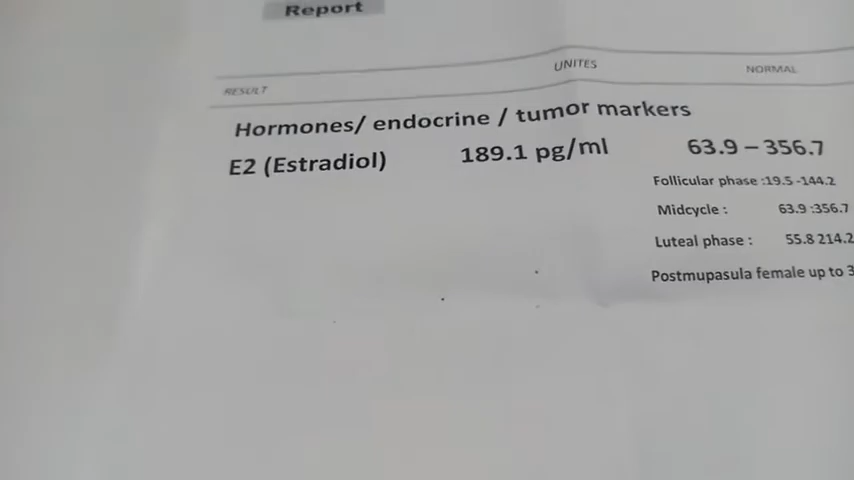 Report
RESULT UNITES NORMAL
Hormones/ endocrine / tumor markers
E2 (Estradiol) 189.1 pg/ml 63.9 – 356.7
Follicular phase :19.5 -144.2
Midcycle : 63.9 :356.7
Luteal phase : 55.8 214.2
Postmupasula female up to 3